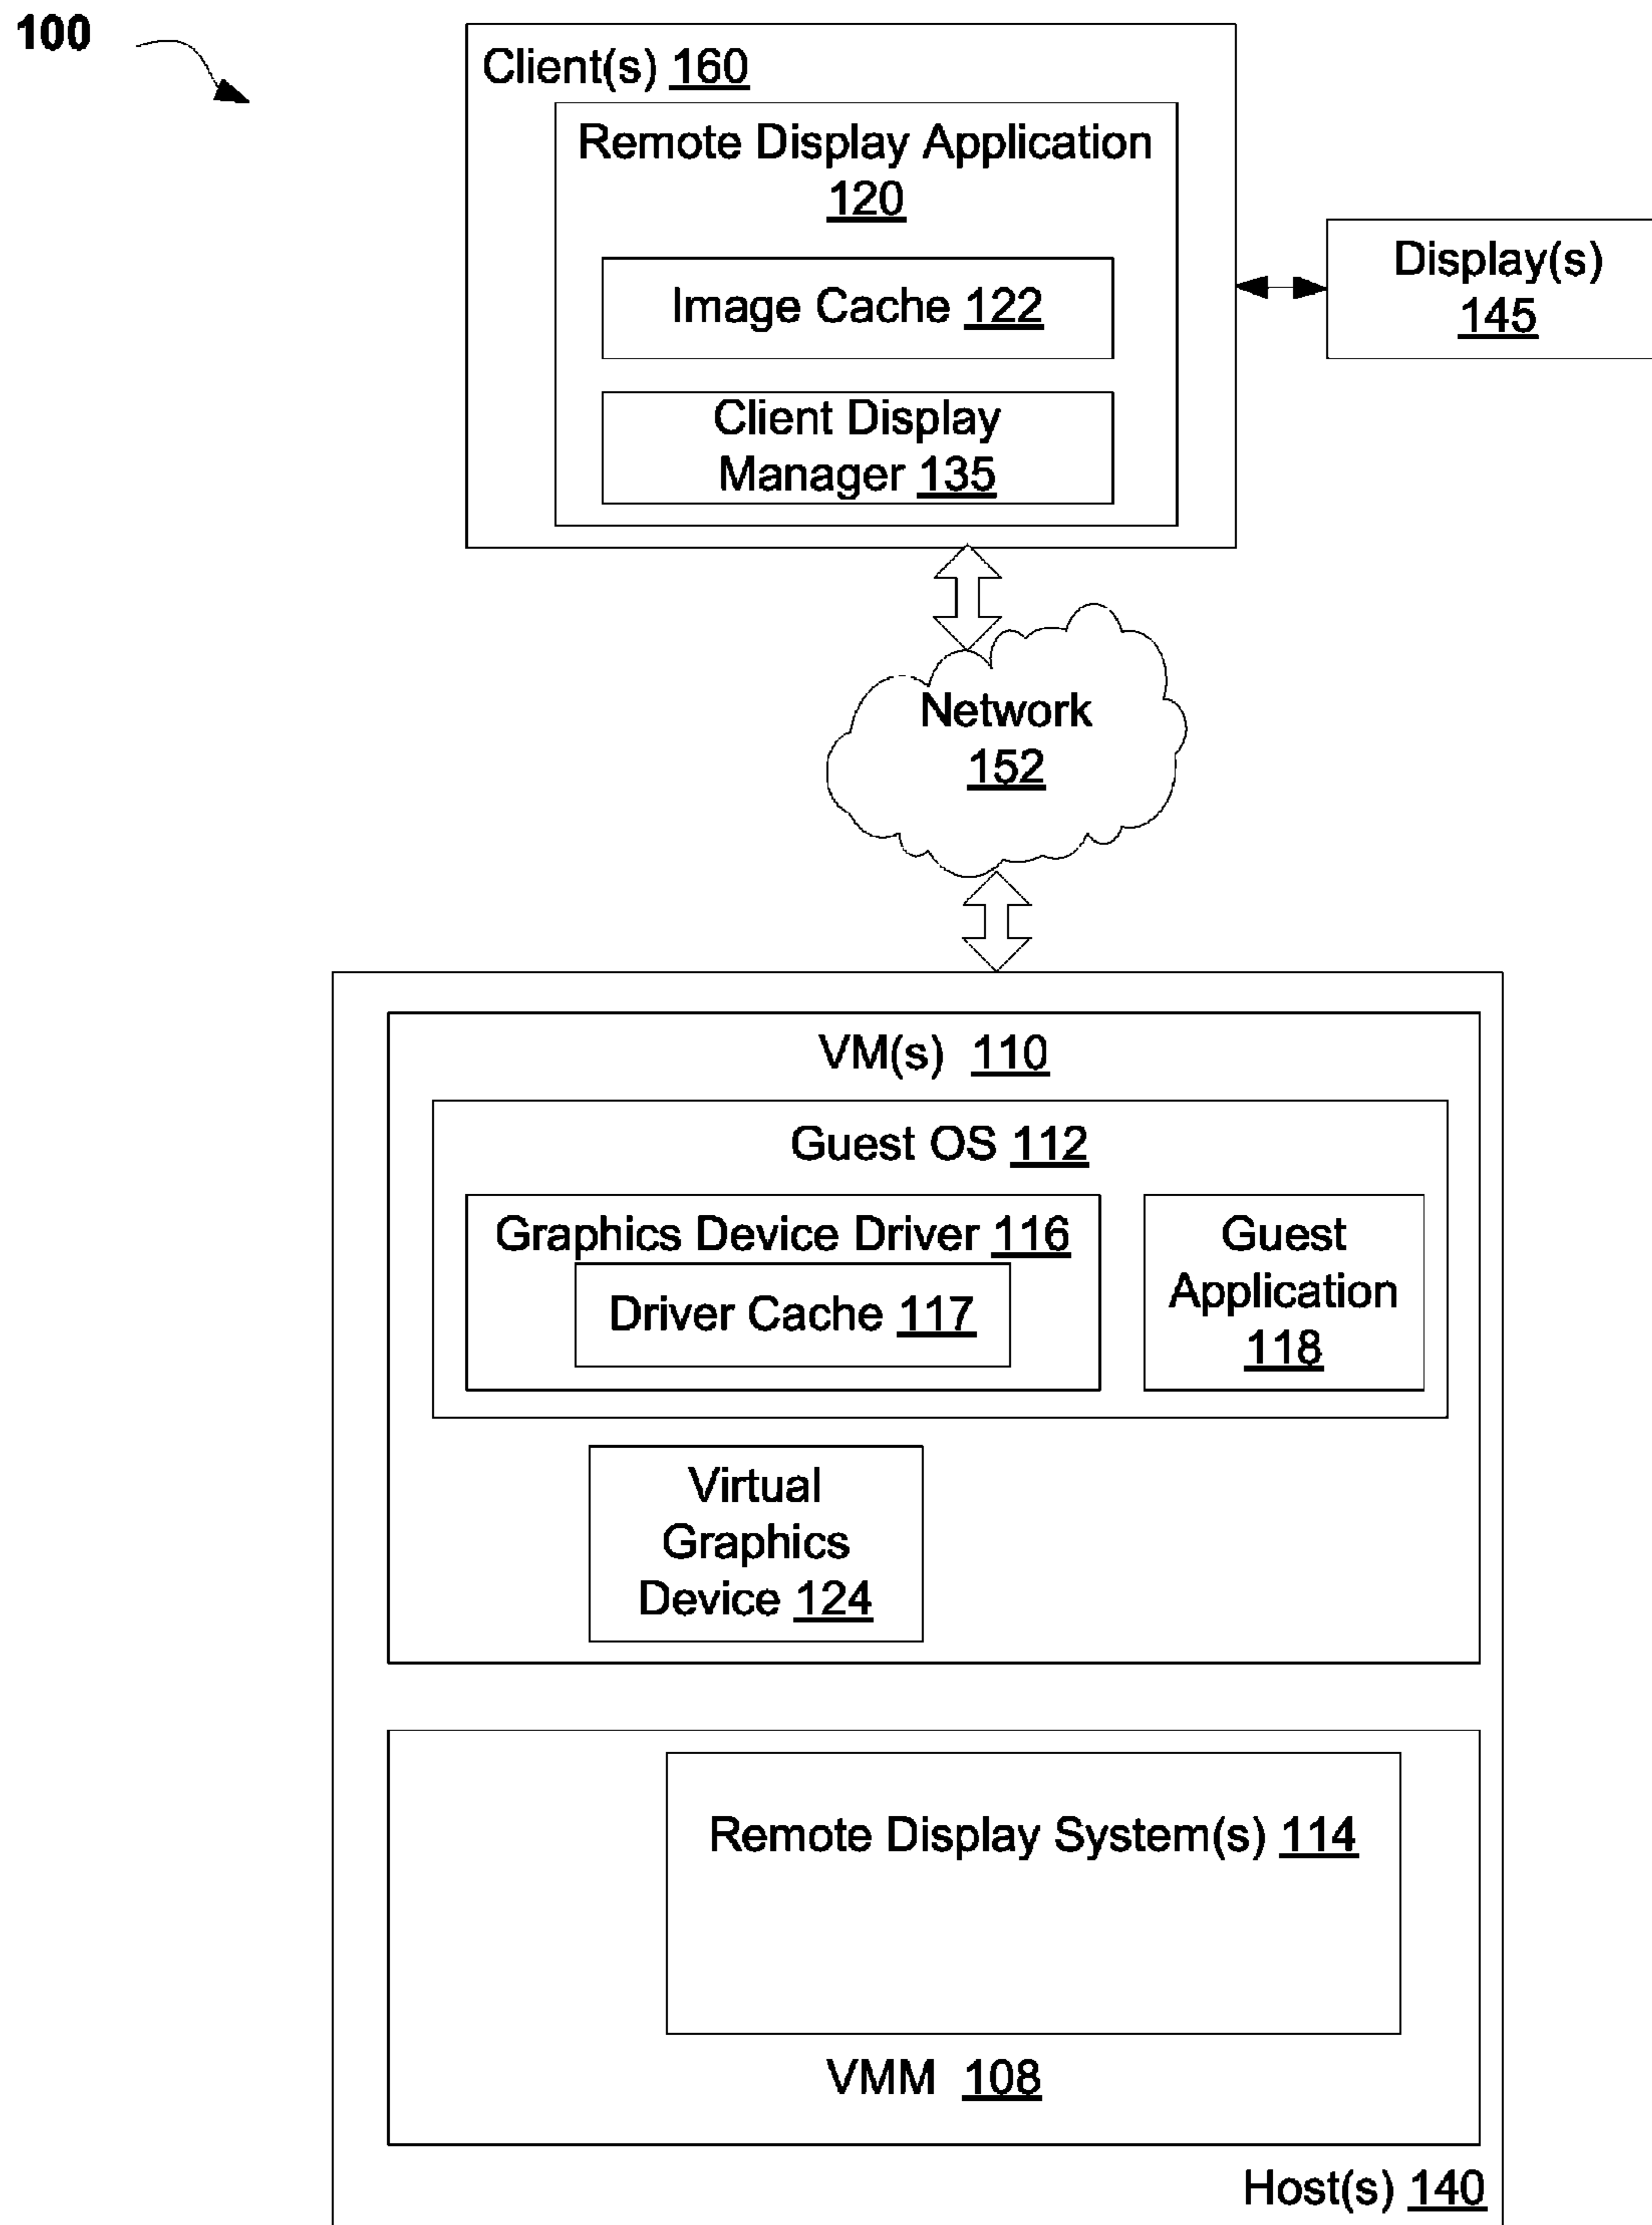 100
Client(s) 160
Remote Display Application
120
Image Cache 122
Client Display
Manager 135
Display(s)
145
Network
152
VM(s) 110
Guest OS 112
Graphics Device Driver 116
Driver Cache 117
Guest
Application
118
Virtual
Graphics
Device 124
Remote Display System(s) 114
VMM 108
Host(s) 140